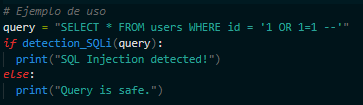 # Ejemplo de uso
query = "SELECT * FROM users WHERE id = '1 OR 1=1 --'"
if detection_SQLi(query):
  print("SQL Injection detected!")
else:
  print("Query is safe.")